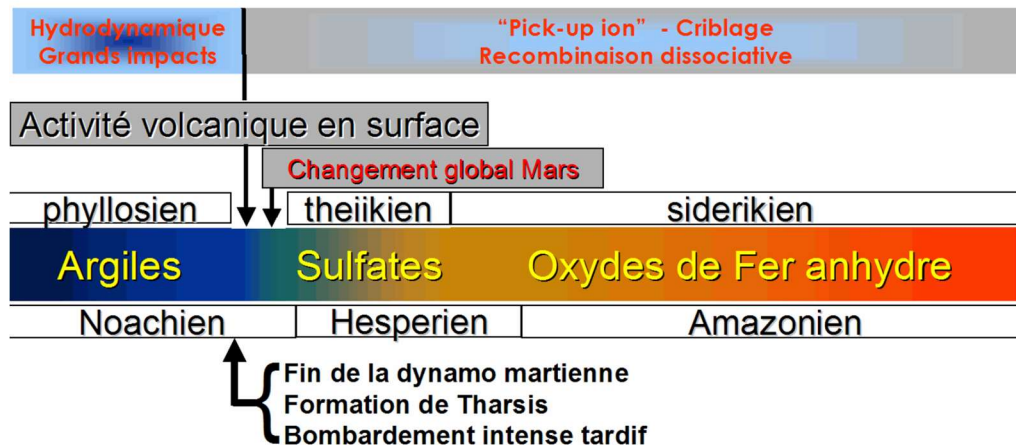 Hydrodynamique
Grands impacts
“Pick-up ion” - Criblage
Recombinaison dissociative
Activité volcanique en surface
Changement global Mars
phyllosien
theiikien
siderikien
Argiles
Sulfates
Oxydes de Fer anhydre
Noachien
Hesperien
Amazonien
Fin de la dynamo martienne
Formation de Tharsis
Bombardement intense tardif